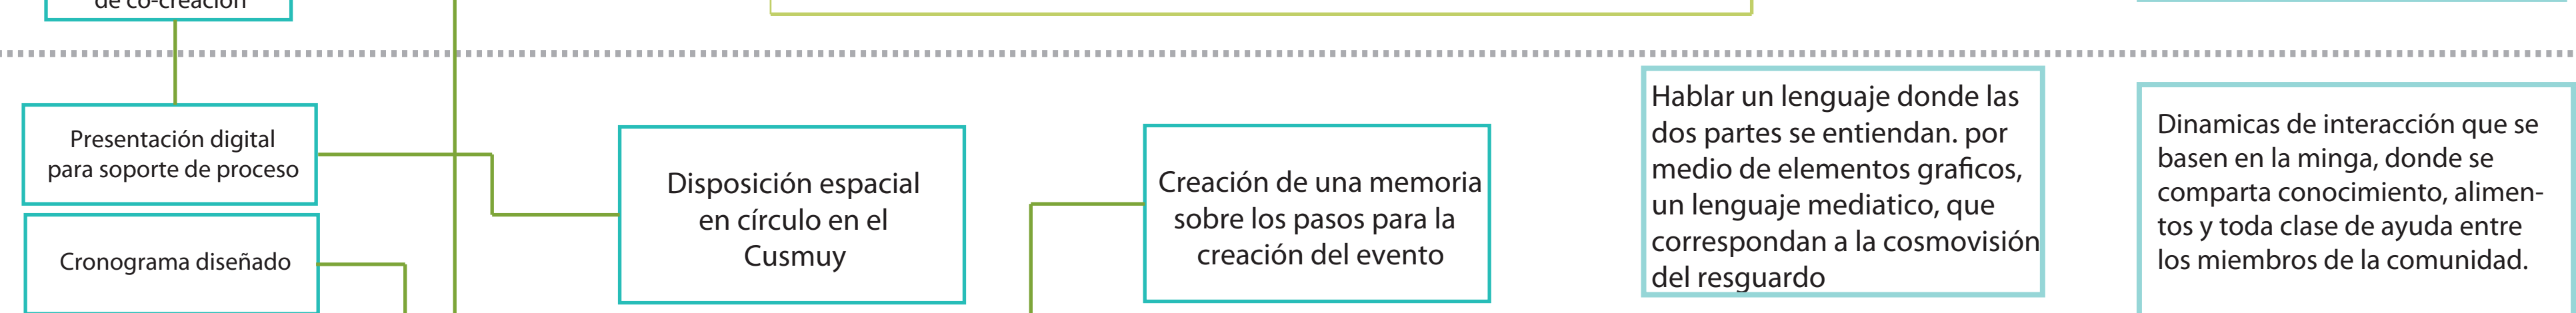 de co-creación
Presentación digital
para soporte de proceso
Cronograma diseñado
Disposición espacial
en círculo en el
Cusmuy
Creación de una memoria
sobre los pasos para la
creación del evento
Hablar un lenguaje donde las
dos partes se entiendan. por
medio de elementos graficos,
un lenguaje mediatico, que
correspondan a la cosmovisión
del resguardo
Dinamicas de interacción que se
basen en la minga, donde se
comparta conocimiento, alimen-
tos y toda clase de ayuda entre
los miembros de la comunidad.